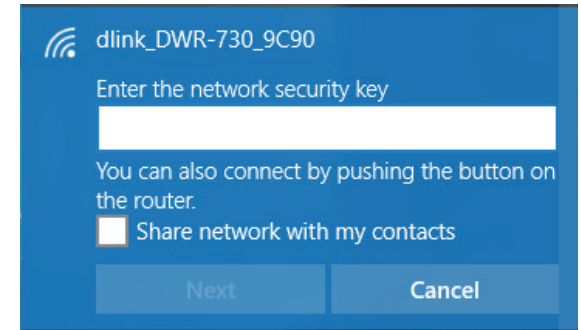 dlink_DWR-730_9C90
Enter the network security key
You can also connect by pushing the button on
the router.
Share network with my contacts
Next
Cancel